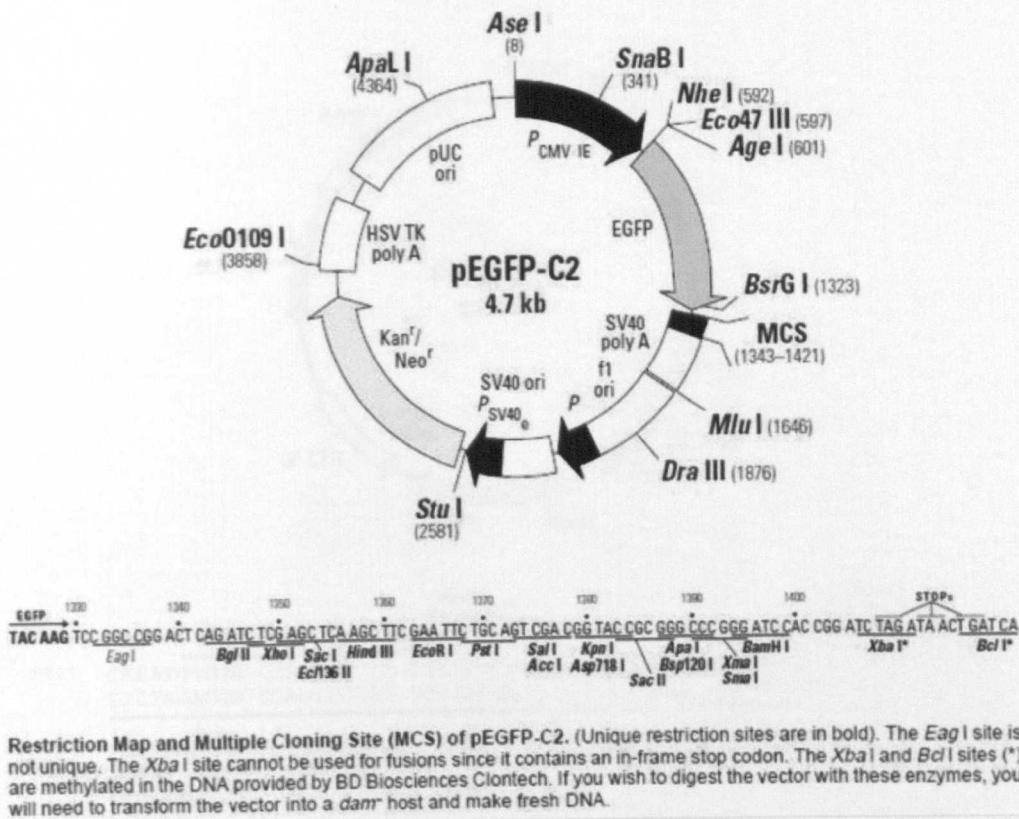 Ase I
(8)
SnaB I
(341)
ApaL I
(4364)
Nhe I (592)
Eco47 III (597)
Age I (601)
P CMV IE
pUC
ori
EGFP
HSV TK
poly A
EcoO109 I
(3858)
pEGFP-C2
4.7 kb
BsrG I (1323)
MCS
(1343–1421)
SV40
poly A
f1
ori
Kanʳ/
Neoʳ
SV40 ori
P SV40e
P
Mlu I (1646)
Dra III (1876)
Stu I
(2581)
1330 1340 1350 1360 1370 1380 1390 1400 STOPs
EGFP
TAC AAG TCC GGC CGG ACT CAG ATC TCG AGC TCA AGC TTC GAA TTC TGC AGT CGA CGG TAC CGC GGG CCC GGG ATC CAC CGG ATC TAG ATA ACT GATCA
Eag I Bgl II Xho I Sac I Hind III EcoR I Pst I Sal I Kpn I Apa I BamH I Xba I* Bcl I*
Ecl136 II Acc I Asp718 I Bsp120 I Xma I
Sac II Sma I
Restriction Map and Multiple Cloning Site (MCS) of pEGFP-C2. (Unique restriction sites are in bold). The Eag I site is
not unique. The Xba I site cannot be used for fusions since it contains an in-frame stop codon. The Xba I and Bcl I sites (*)
are methylated in the DNA provided by BD Biosciences Clontech. If you wish to digest the vector with these enzymes, you
will need to transform the vector into a dam⁻ host and make fresh DNA.